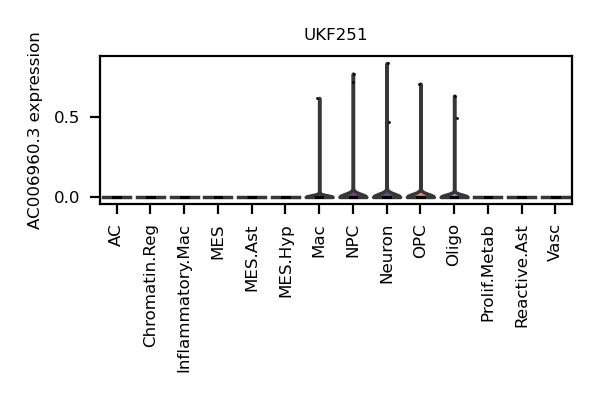 UKF251
AC006960.3 expression
0.5
0.0
AC
Chromatin.Reg
Inflammatory.Mac
MES
MES.Ast
MES.Hyp
Mac
NPC
Neuron
OPC
Oligo
Prolif.Metab
Reactive.Ast
Vasc